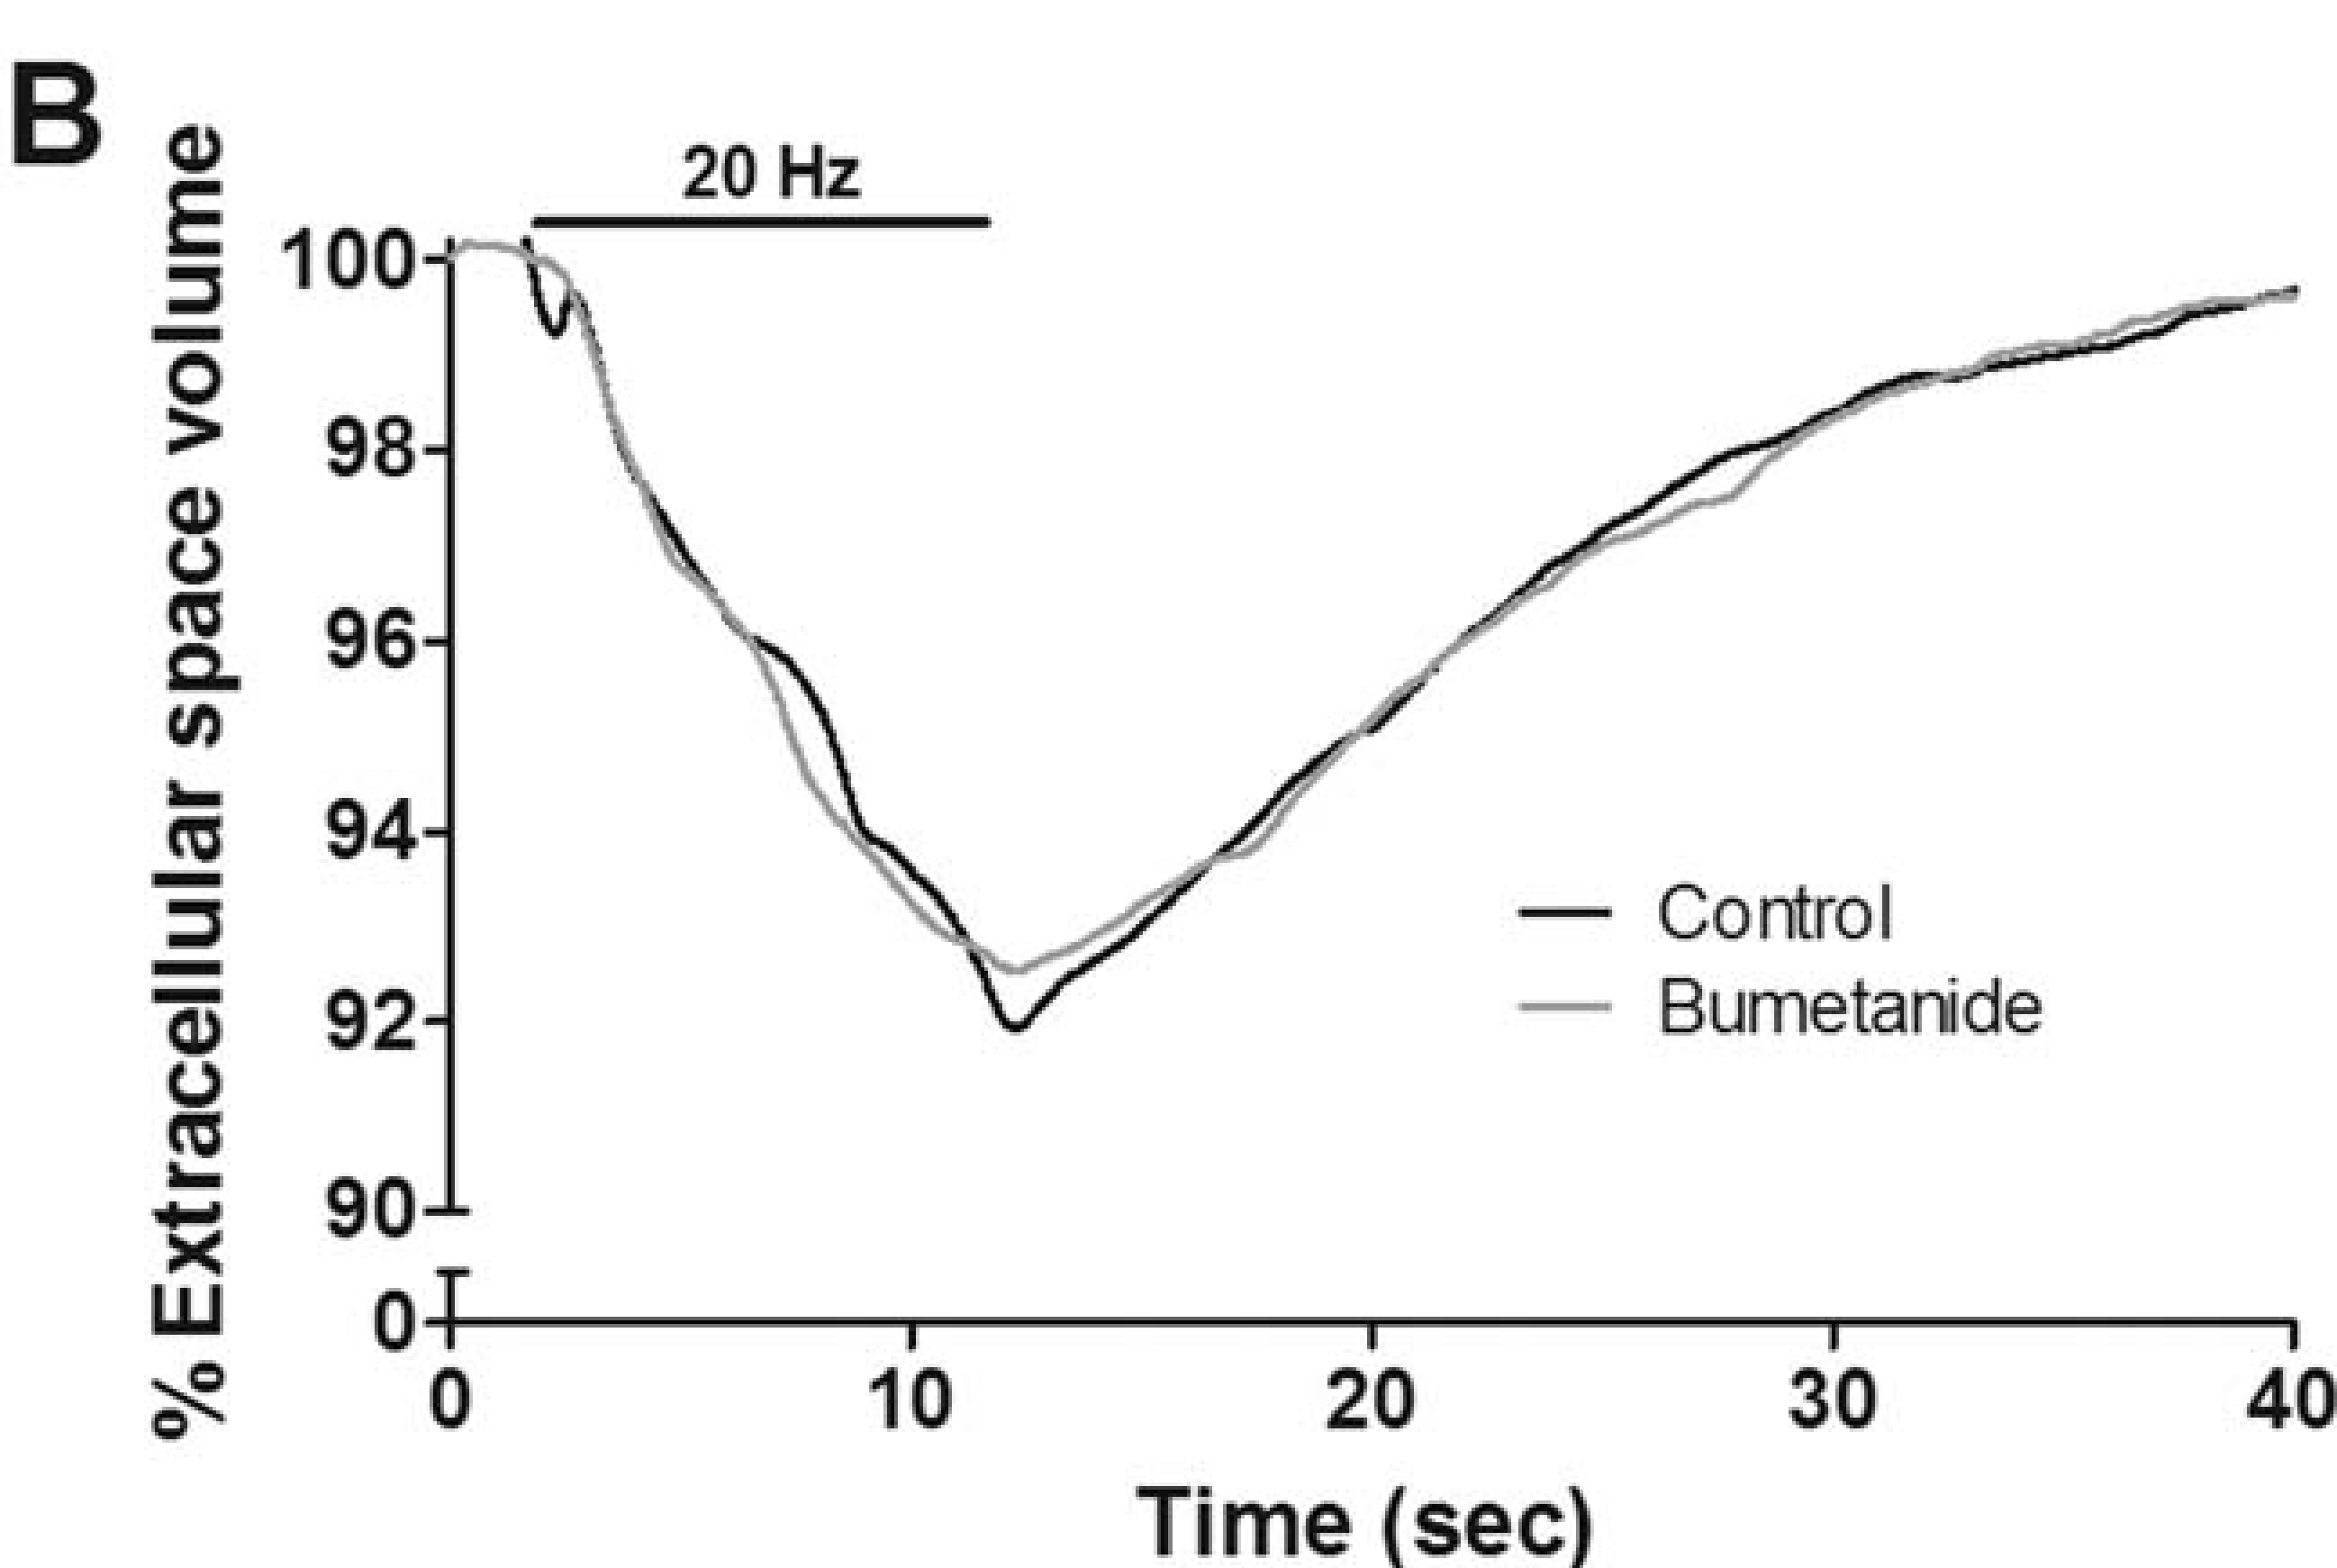 B
% Extracellular space volume
20 Hz
100
98
96
94
92
90
0
Control
Bumetanide
0 10 20 30 40
Time (sec)